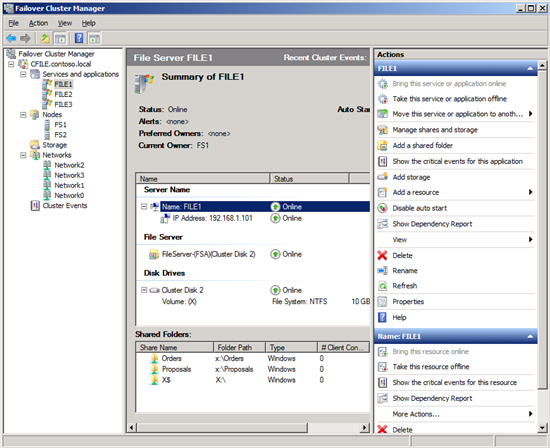 Failover Cluster Manager
File Action View Help
Failover Cluster Manager
CFILE.contoso.local
Services and applications
FILE1
FILE2
FILE3
Nodes
FS1
FS2
Storage
Networks
Network2
Network3
Network1
Network0
Cluster Events
File Server FILE1
Recent Cluster Events:
Summary of FILE1
Status: Online
Auto Star
Alerts: <none>
Preferred Owners: <none>
Current Owner: FS1
Name Status
Server Name
Name: FILE1 Online
IP Address: 192.168.1.101 Online
File Server
FileServer-(FSA)(Cluster Disk 2) Online
Disk Drives
Cluster Disk 2 Online
Volume: (X) File System: NTFS 10 GB
Shared Folders:
Share Name Folder Path Type # Client Con...
Orders x:\Orders Windows 0
Proposals x:\Proposals Windows 0
X$ X:\ Windows 0
Actions
FILE1
Bring this service or application online
Take this service or application offline
Move this service or application to anoth...
Manage shares and storage
Add a shared folder
Show the critical events for this application
Add storage
Add a resource
Disable auto start
Show Dependency Report
View
Delete
Rename
Refresh
Properties
Help
Name: FILE1
Bring this resource online
Take this resource offline
Show the critical events for this resource
Show Dependency Report
More Actions...
Delete